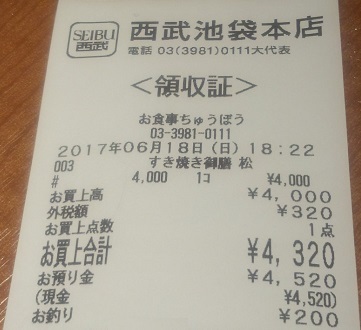 SEIBU
西武
西武池袋本店
電話 03(3981)0111大代表
＜領収証＞
お食事ちゅうぼう
03-3981-0111
2017年06月18日(日)18:22
003 すき焼き御膳 松
# 4,000 1コ ¥4,000
お買上高 ¥4,000
外税額 ¥320
お買上点数 1点
お買上合計 ¥4,320
お預り金 ¥4,520
(現金 ¥4,520)
お釣り ¥200